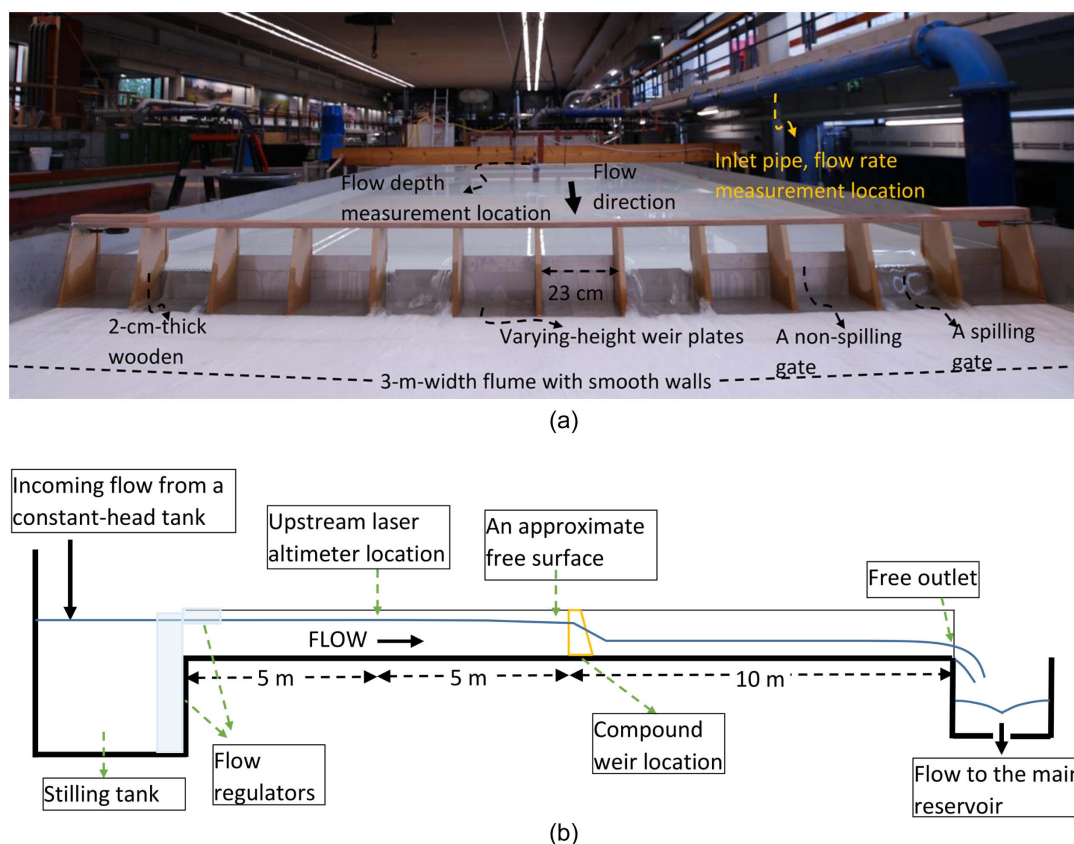 Inlet pipe, flow rate
measurement location
Flow depth
measurement location
Flow
direction
23 cm
2-cm-thick
wooden
Varying-height weir plates
A non-spilling
gate
A spilling
gate
3-m-width flume with smooth walls
(a)
Incoming flow from a
constant-head tank
Upstream laser
altimeter location
An approximate
free surface
Free outlet
FLOW
5 m
5 m
10 m
Stilling tank
Flow
regulators
Compound
weir location
Flow to the main
reservoir
(b)